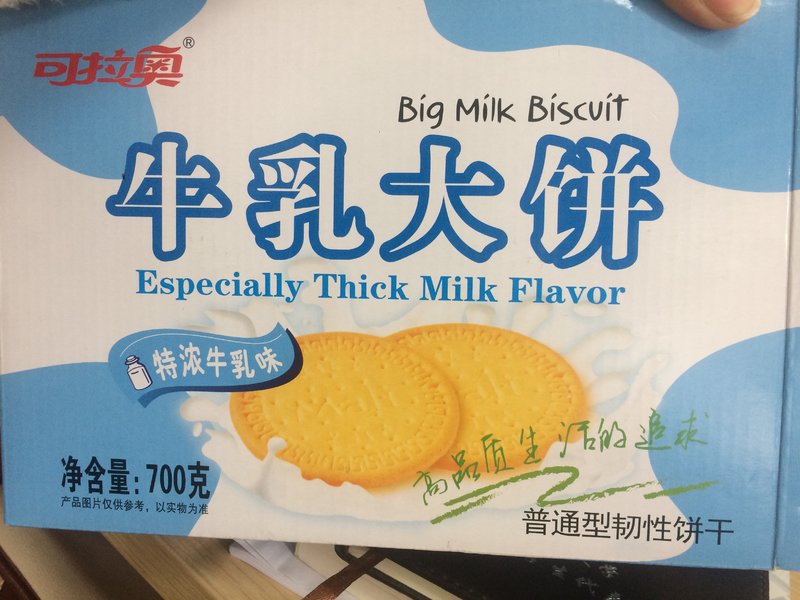 可拉奥®
Big Milk Biscuit
牛乳大饼
Especially Thick Milk Flavor
特浓牛乳味
高品质生活的追求
净含量:700克
产品图片仅供参考，以实物为准
普通型韧性饼干